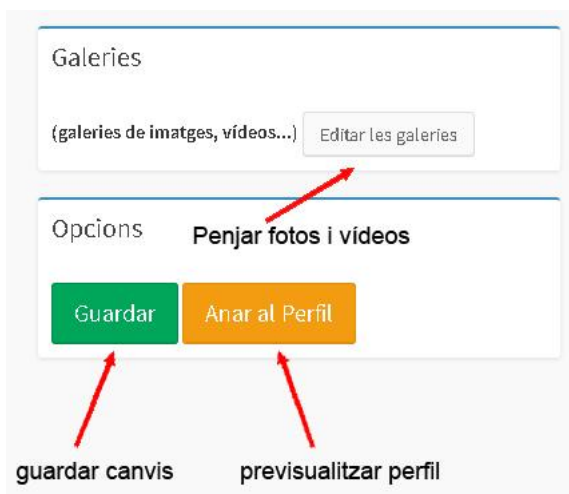 Galeries
(galeries de imatges, vídeos...) Editar les galeries
Opcions
Penjar fotos i vídeos
Guardar Anar al Perfil
guardar canvis previsualitzar perfil